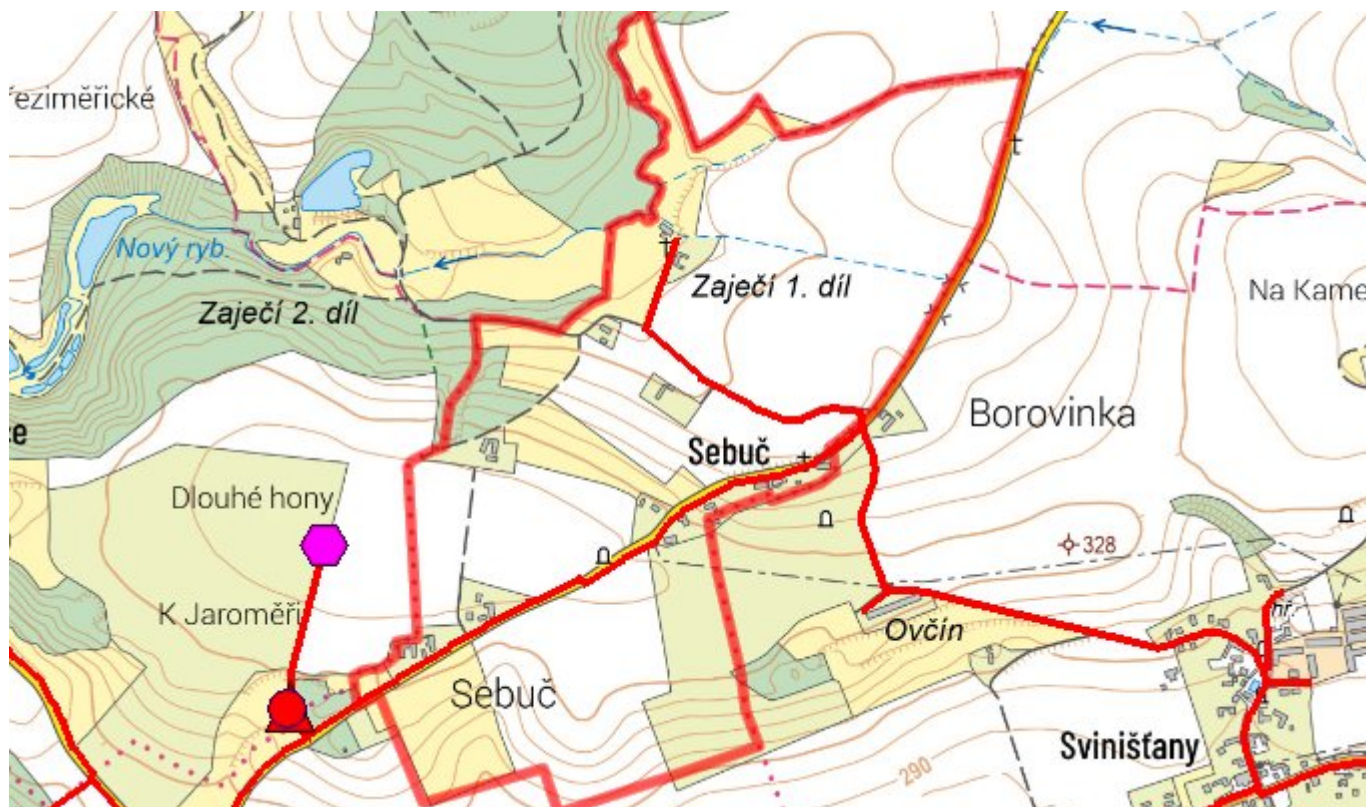 řeziměřické
Nový ryb.
Zaječí 2. díl
Zaječí 1. díl
Na Kame
Borovinka
Sebuč
Dlouhé hony
328
K Jaroměři
hř.
Ovčín
Sebuč
Svinišťany
290